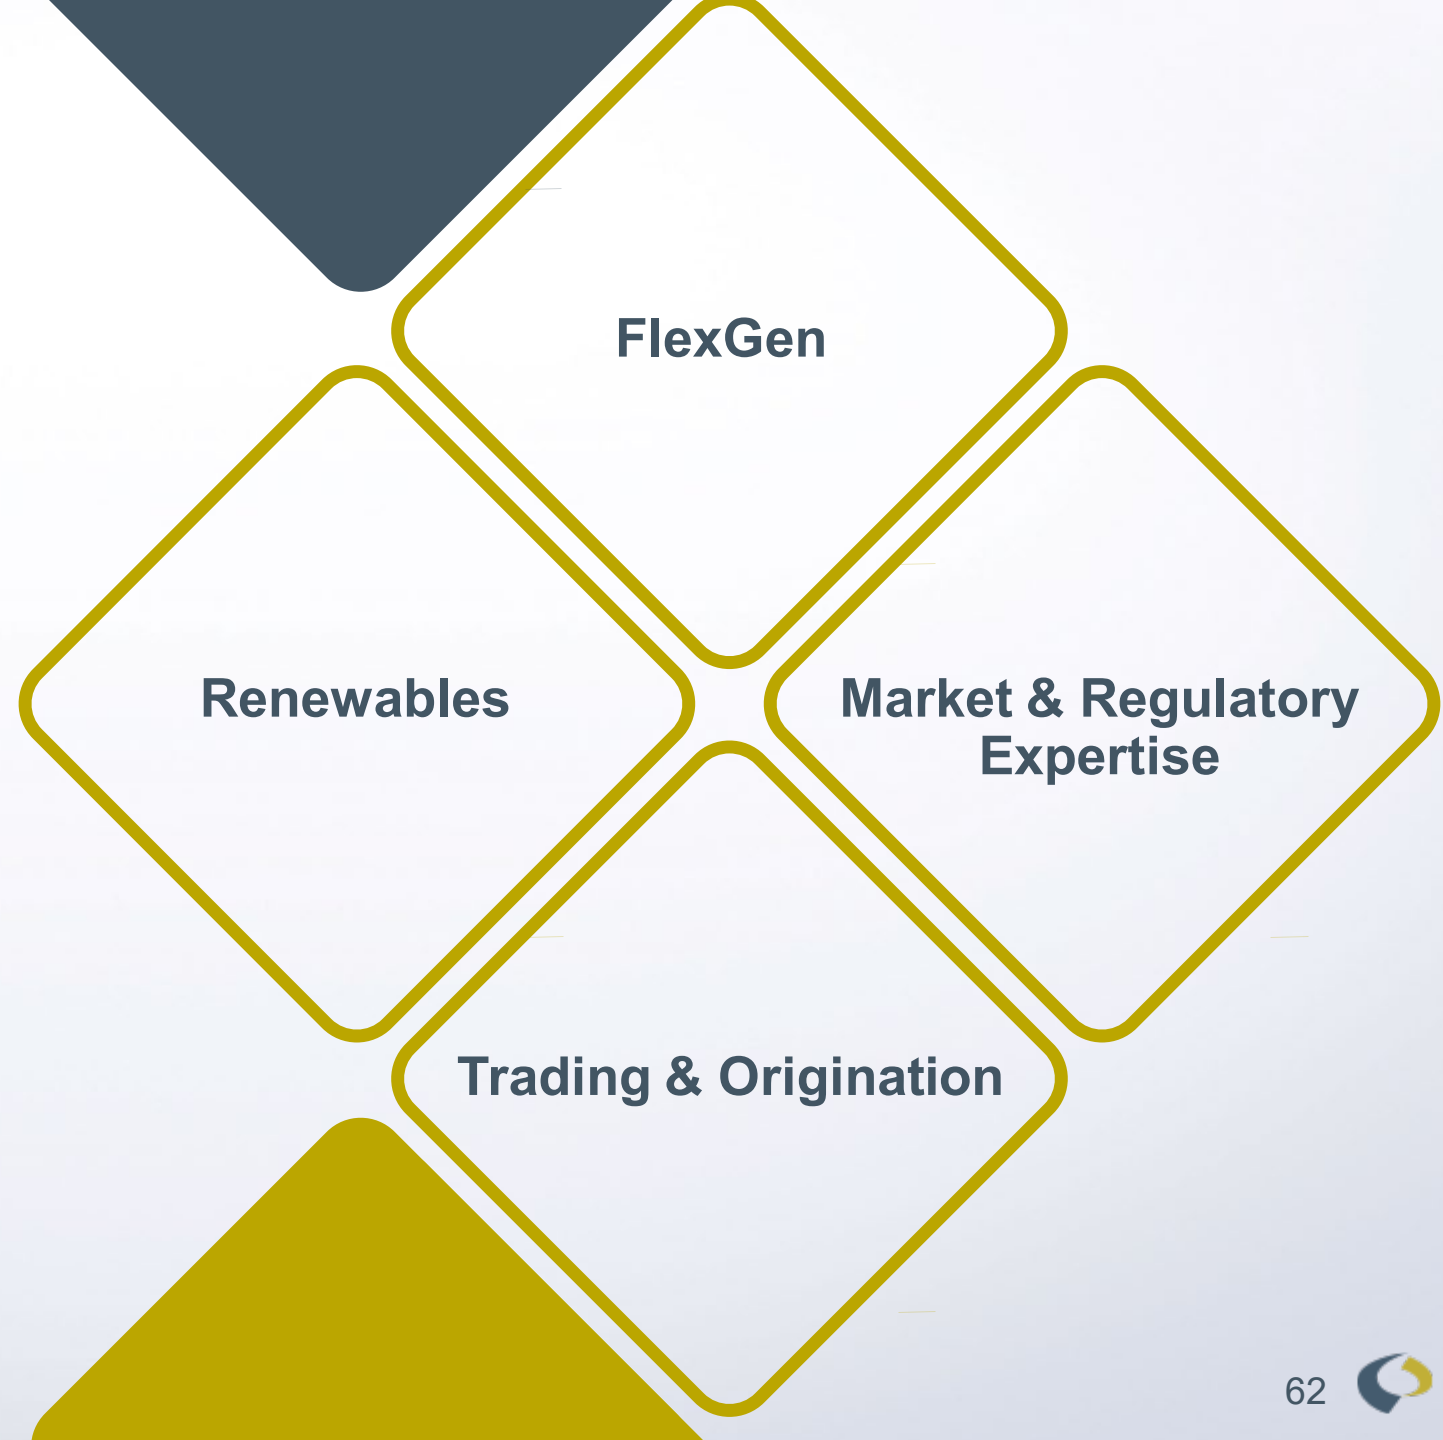 FlexGen
Renewables
Market & Regulatory
Expertise
Trading & Origination
62